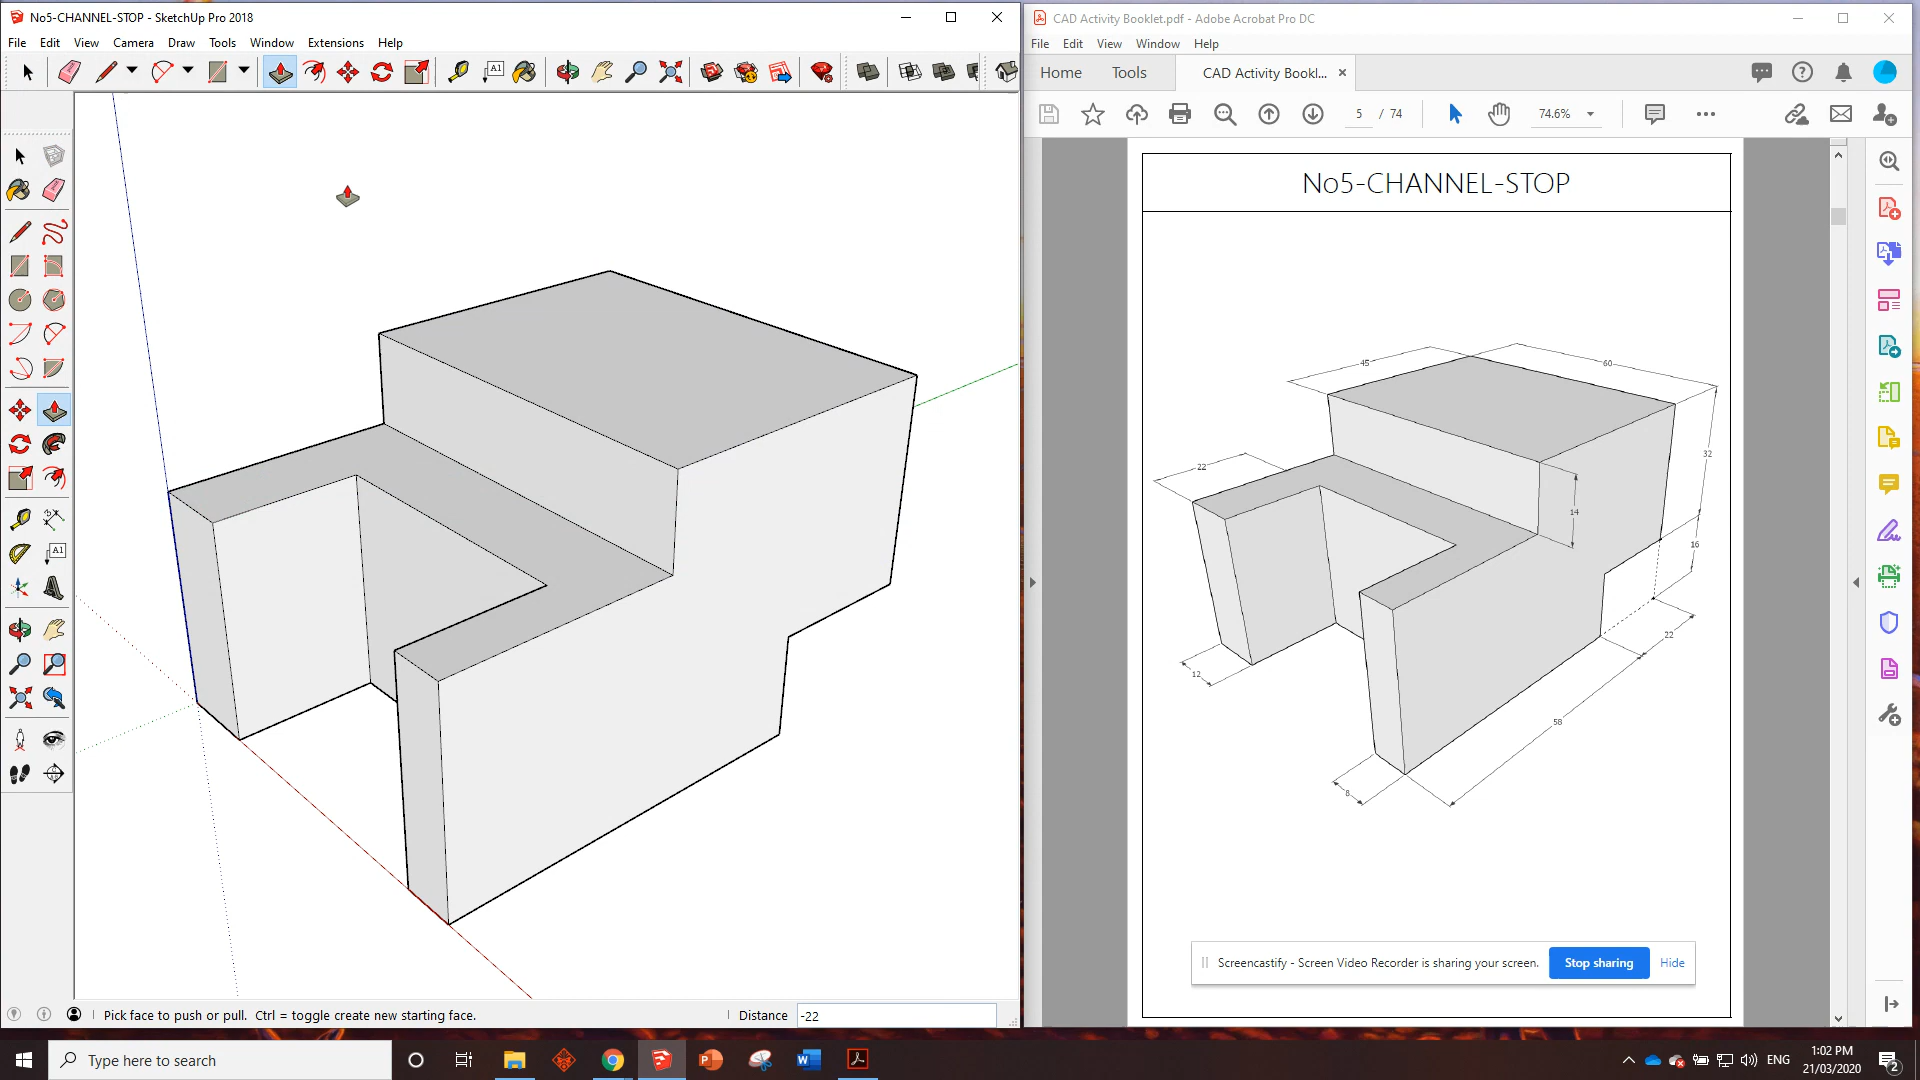 No5-CHANNEL-STOP - SketchUp Pro 2018
File Edit View Camera Draw Tools Window Extensions Help
A1
A1
Pick face to push or pull. Ctrl = toggle create new starting face.
Distance -22
CAD Activity Booklet.pdf - Adobe Acrobat Pro DC
File Edit View Window Help
Home Tools CAD Activity Bookl... ×
5 / 74 74.6%
No5-CHANNEL-STOP
45
60
32
22
14
16
22
12
58
8
Screencastify - Screen Video Recorder is sharing your screen. Stop sharing Hide
Type here to search
ENG
1:02 PM
21/03/2020
2